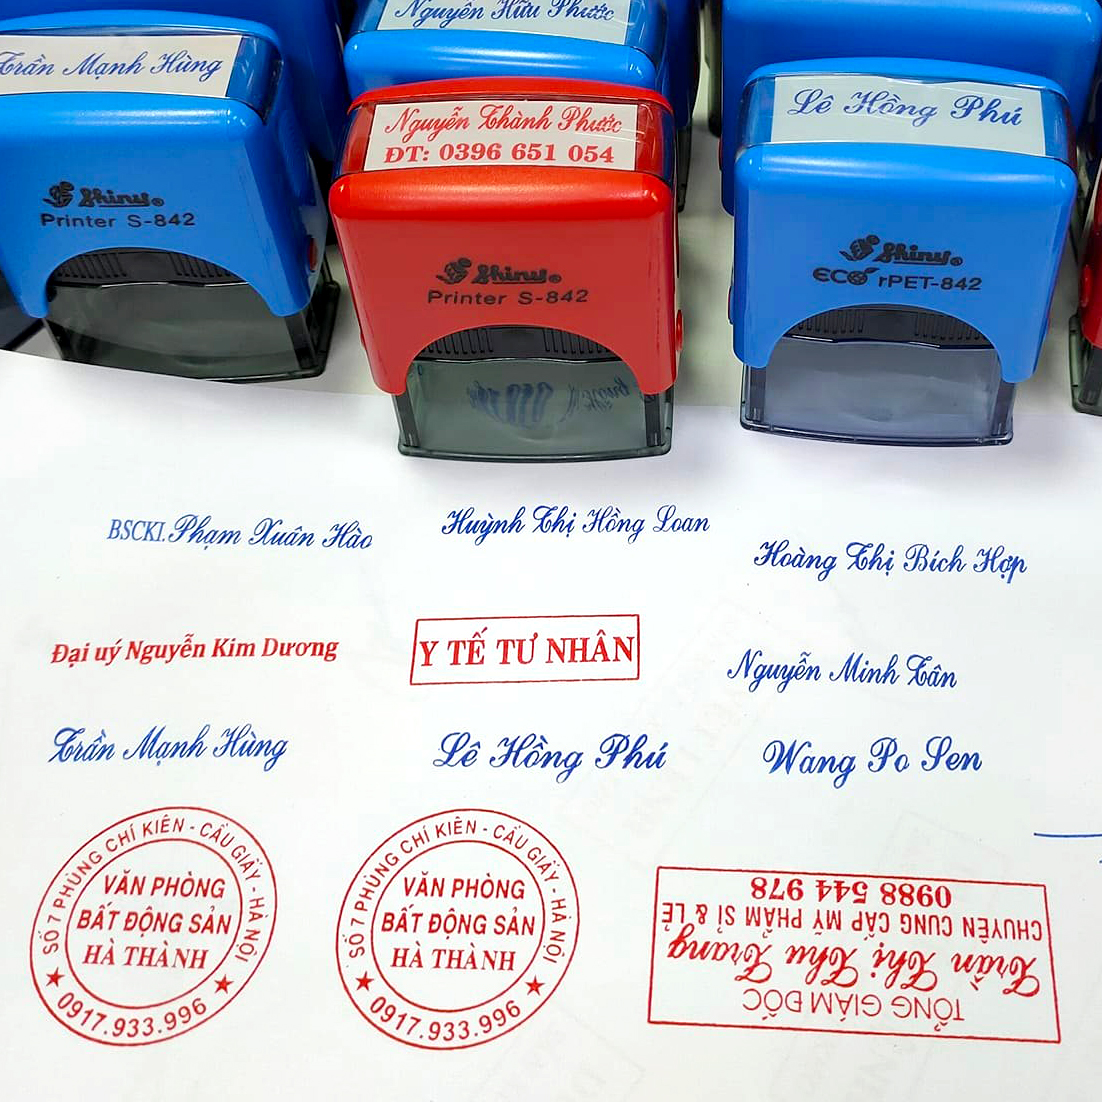 Trần Mạnh Hùng
Nguyễn Hữu Phước
Nguyễn Thành Phước
ĐT: 0396 651 054
Lê Hồng Phú
Shiny
Printer S-842
Shiny
Printer S-842
Shiny
ECO rPET-842
BSCKI.Phạm Xuân Hào
Huỳnh Thị Hồng Loan
Hoàng Thị Bích Hợp
Đại uý Nguyễn Kim Dương
Y TẾ TƯ NHÂN
Nguyễn Minh Tân
Trần Mạnh Hùng
Lê Hồng Phú
Wang Po Sen
SỐ 7 PHÙNG CHÍ KIÊN - CẦU GIẤY - HÀ NỘI
VĂN PHÒNG
BẤT ĐỘNG SẢN
HÀ THÀNH
★ 0917.933.996 ★
SỐ 7 PHÙNG CHÍ KIÊN - CẦU GIẤY - HÀ NỘI
VĂN PHÒNG
BẤT ĐỘNG SẢN
HÀ THÀNH
★ 0917.933.996 ★
TỔNG GIÁM ĐỐC
Trần Thị Thu Trang
CHUYÊN CUNG CẤP MỸ PHẨM SỈ & LẺ
0988 544 978